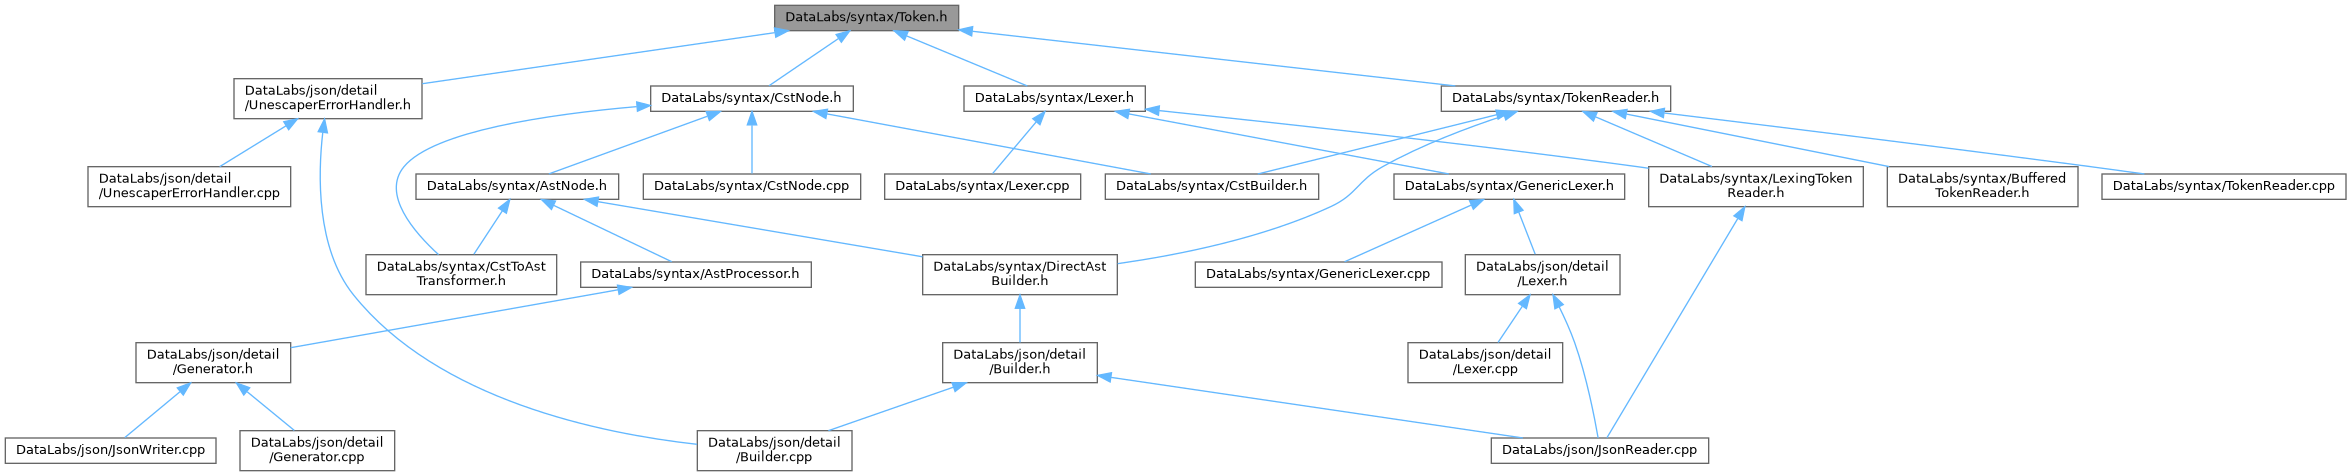 DataLabs/syntax/Token.h
DataLabs/json/detail
/UnescaperErrorHandler.h
DataLabs/syntax/CstNode.h
DataLabs/syntax/Lexer.h
DataLabs/syntax/TokenReader.h
DataLabs/json/detail
/UnescaperErrorHandler.cpp
DataLabs/syntax/AstNode.h
DataLabs/syntax/CstNode.cpp
DataLabs/syntax/Lexer.cpp
DataLabs/syntax/CstBuilder.h
DataLabs/syntax/GenericLexer.h
DataLabs/syntax/LexingToken
Reader.h
DataLabs/syntax/Buffered
TokenReader.h
DataLabs/syntax/TokenReader.cpp
DataLabs/syntax/CstToAst
Transformer.h
DataLabs/syntax/AstProcessor.h
DataLabs/syntax/DirectAst
Builder.h
DataLabs/syntax/GenericLexer.cpp
DataLabs/json/detail
/Lexer.h
DataLabs/json/detail
/Generator.h
DataLabs/json/detail
/Builder.h
DataLabs/json/detail
/Lexer.cpp
DataLabs/json/JsonWriter.cpp
DataLabs/json/detail
/Generator.cpp
DataLabs/json/detail
/Builder.cpp
DataLabs/json/JsonReader.cpp